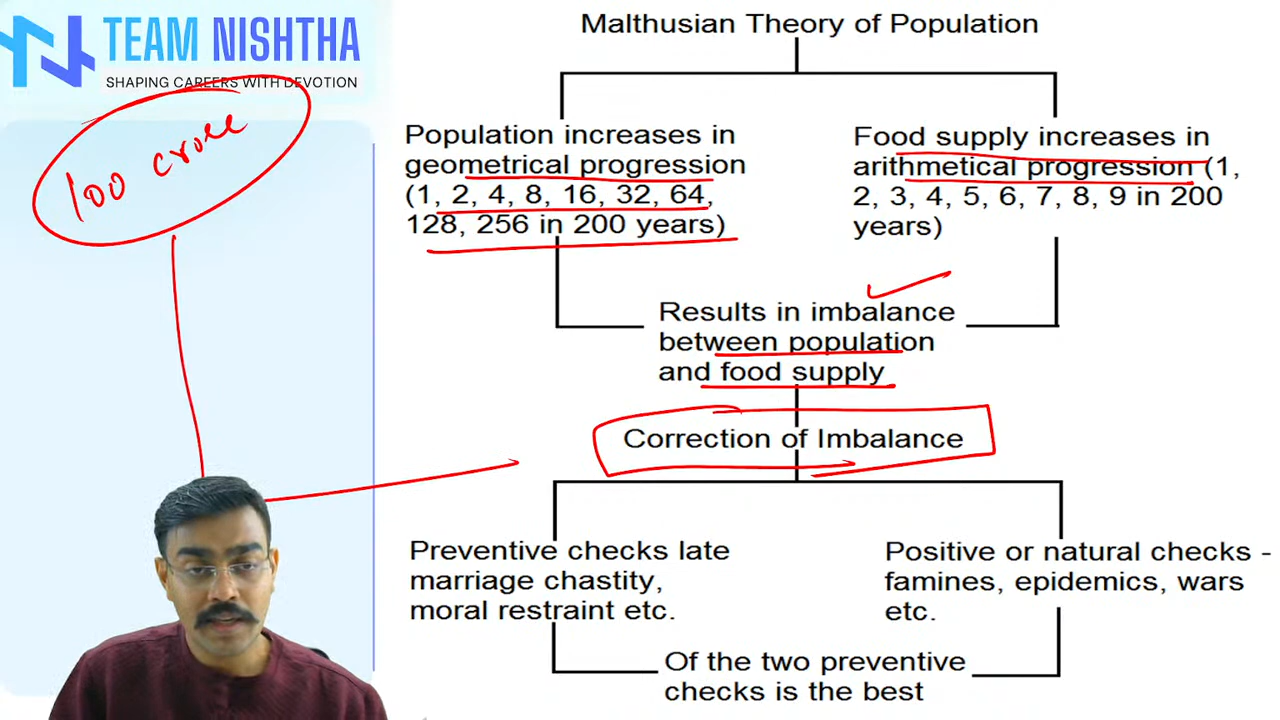 TEAM NISHTHA
SHAPING CAREERS WITH DEVOTION
100 crore
Malthusian Theory of Population
Population increases in
geometrical progression
(1, 2, 4, 8, 16, 32, 64,
128, 256 in 200 years)
Food supply increases in
arithmetical progression (1,
2, 3, 4, 5, 6, 7, 8, 9 in 200
years)
Results in imbalance
between population
and food supply
Correction of Imbalance
Preventive checks late
marriage chastity,
moral restraint etc.
Positive or natural checks -
famines, epidemics, wars
etc.
Of the two preventive
checks is the best